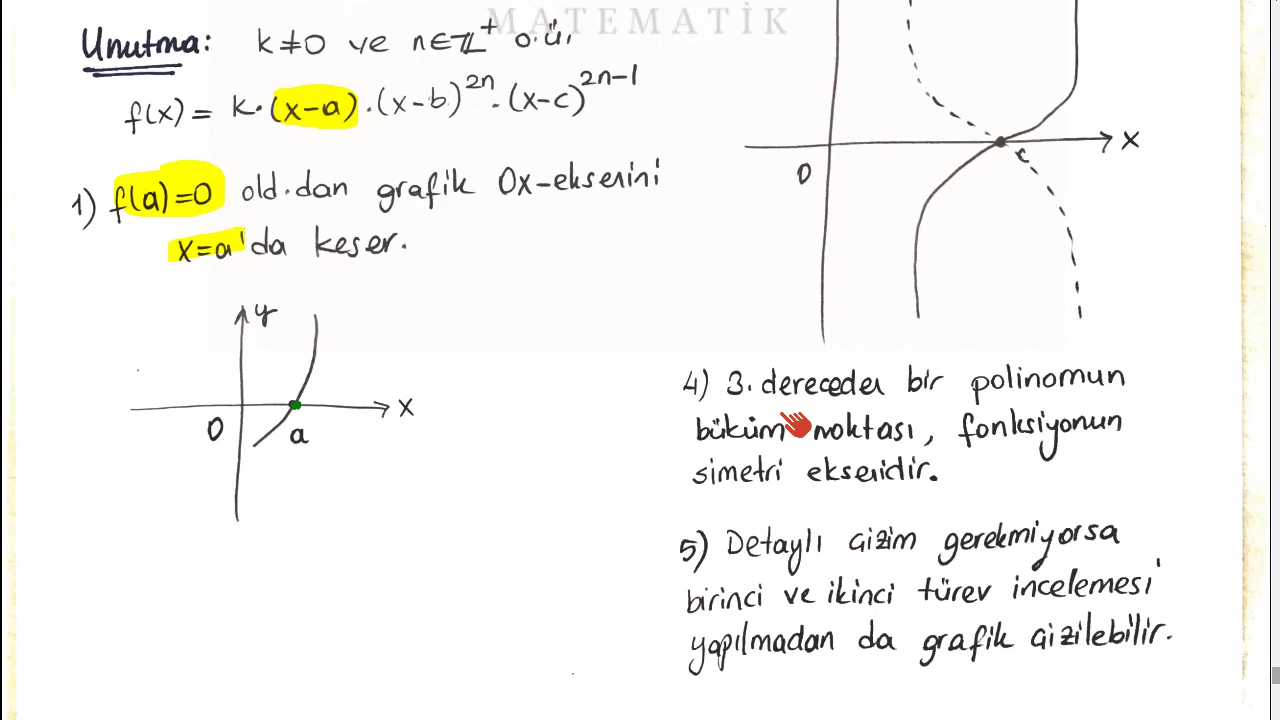 MATEMATİK
Unutma: k≠0 ve n∈ℤ⁺ o.ü.
f(x) = k·(x-a)·(x-b)²ⁿ·(x-c)²ⁿ⁻¹
1) f(a)=0 old.dan grafik Ox-eksenini
x=a'da keser.
y
x
0
a
x
0
c
4) 3. dereceden bir polinomun
büküm noktası, fonksiyonun
simetri eksenidir.
5) Detaylı çizim gerekmiyorsa
birinci ve ikinci türev incelemesi
yapılmadan da grafik çizilebilir.